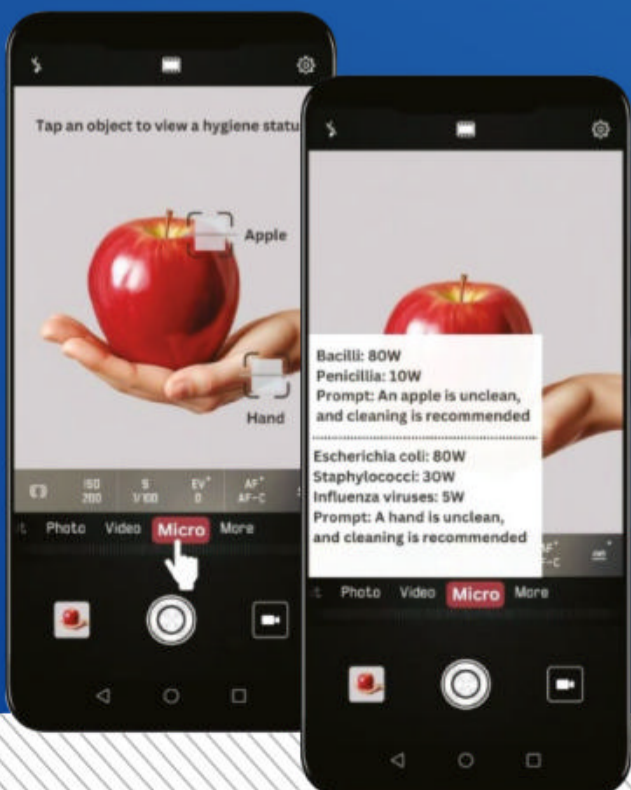 Tap an object to view a hygiene statu
Apple
Hand
ISO
200
S
1/100
EV
0
AF
AF-C
Photo Video Micro More
Bacilli: 80W
Penicillia: 10W
Prompt: An apple is unclean,
and cleaning is recommended
Escherichia coli: 80W
Staphylococci: 30W
Influenza viruses: 5W
Prompt: A hand is unclean,
and cleaning is recommended
Photo Video Micro More